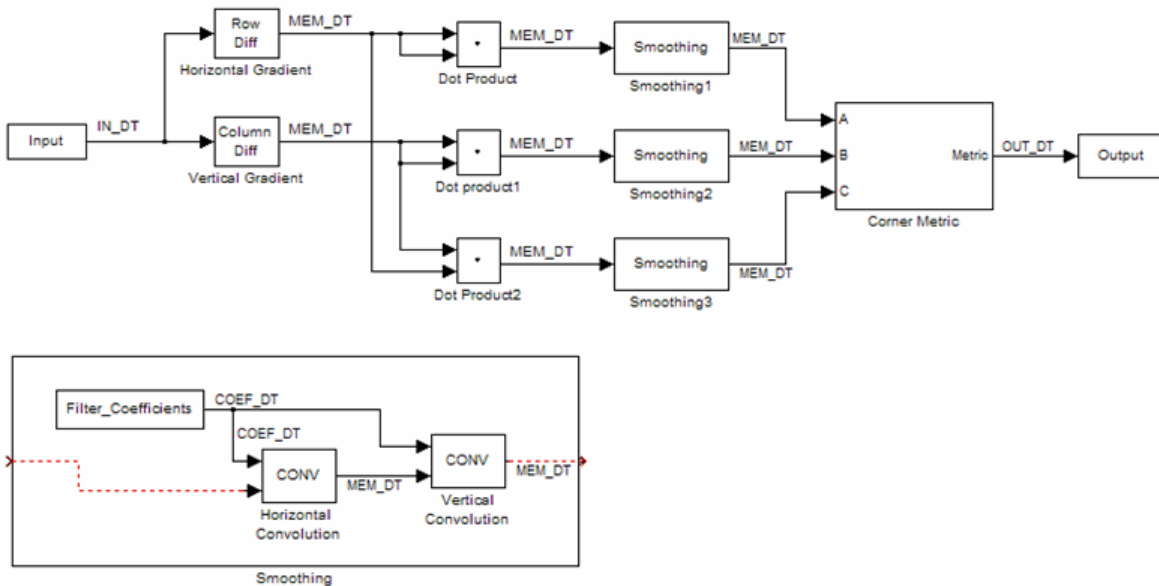 Row
Diff
MEM_DT
Horizontal Gradient
MEM_DT
Dot Product
Smoothing
MEM_DT
Smoothing1
Input
IN_DT
Column
Diff
MEM_DT
Vertical Gradient
MEM_DT
Dot product1
Smoothing
MEM_DT
Smoothing2
A
B
C
Metric
Corner Metric
OUT_DT
Output
MEM_DT
Dot Product2
Smoothing
MEM_DT
Smoothing3
Filter_Coefficients
COEF_DT
COEF_DT
CONV
MEM_DT
Horizontal
Convolution
CONV
MEM_DT
Vertical
Convolution
Smoothing